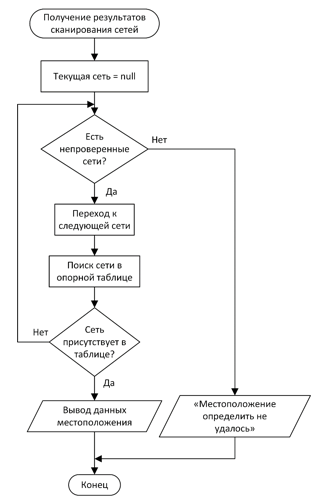 Получение результатов
сканирования сетей
Текущая сеть = null
Есть
непроверенные
сети?
Нет
Да
Переход к
следующей сети
Поиск сети в
опорной таблице
Нет
Сеть
присутствует в
таблице?
Да
Вывод данных
местоположения
«Местоположение
определить не
удалось»
Конец